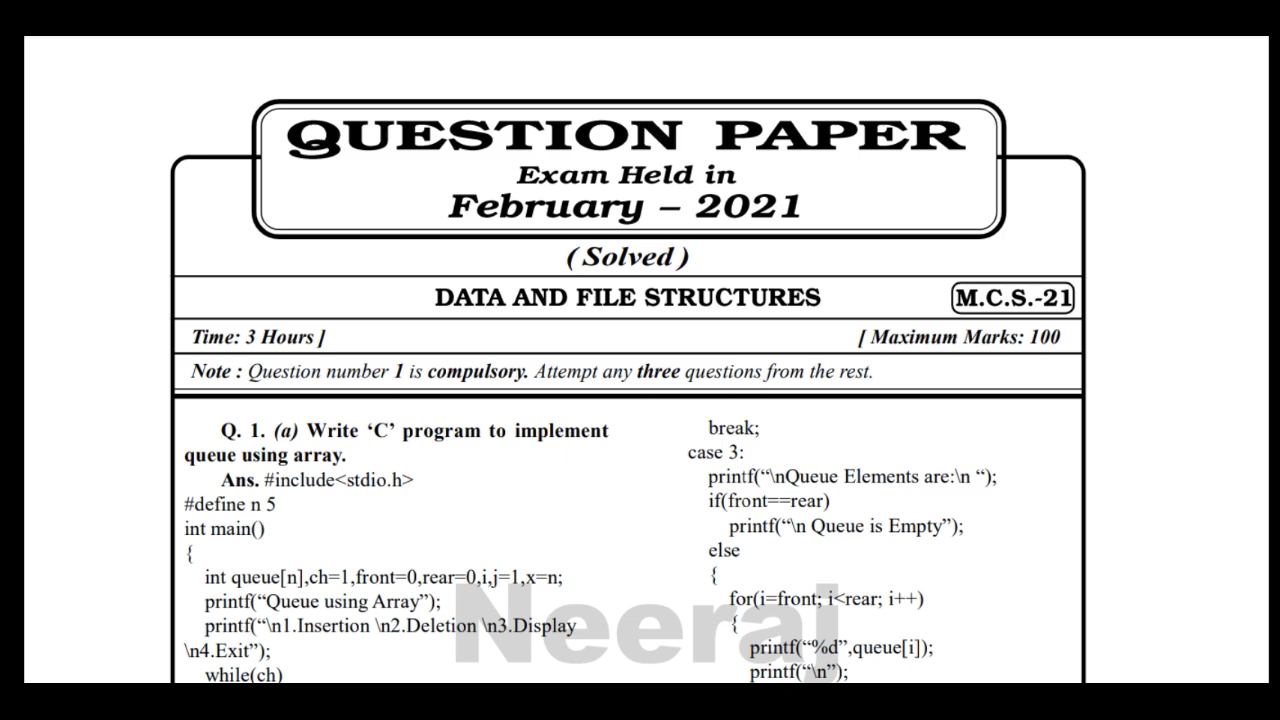 QUESTION PAPER
Exam Held in
February – 2021
( Solved )
DATA AND FILE STRUCTURES
M.C.S.-21
Time: 3 Hours ]
[ Maximum Marks: 100
Note : Question number 1 is compulsory. Attempt any three questions from the rest.
Q. 1. (a) Write ‘C’ program to implement
queue using array.
Ans. #include<stdio.h>
#define n 5
int main()
{
int queue[n],ch=1,front=0,rear=0,i,j=1,x=n;
printf(“Queue using Array”);
printf(“\n1.Insertion \n2.Deletion \n3.Display
\n4.Exit”);
while(ch)
break;
case 3:
printf(“\nQueue Elements are:\n “);
if(front==rear)
printf(“\n Queue is Empty”);
else
{
for(i=front; i<rear; i++)
{
printf(“%d”,queue[i]);
printf(“\n”);
Neeraj